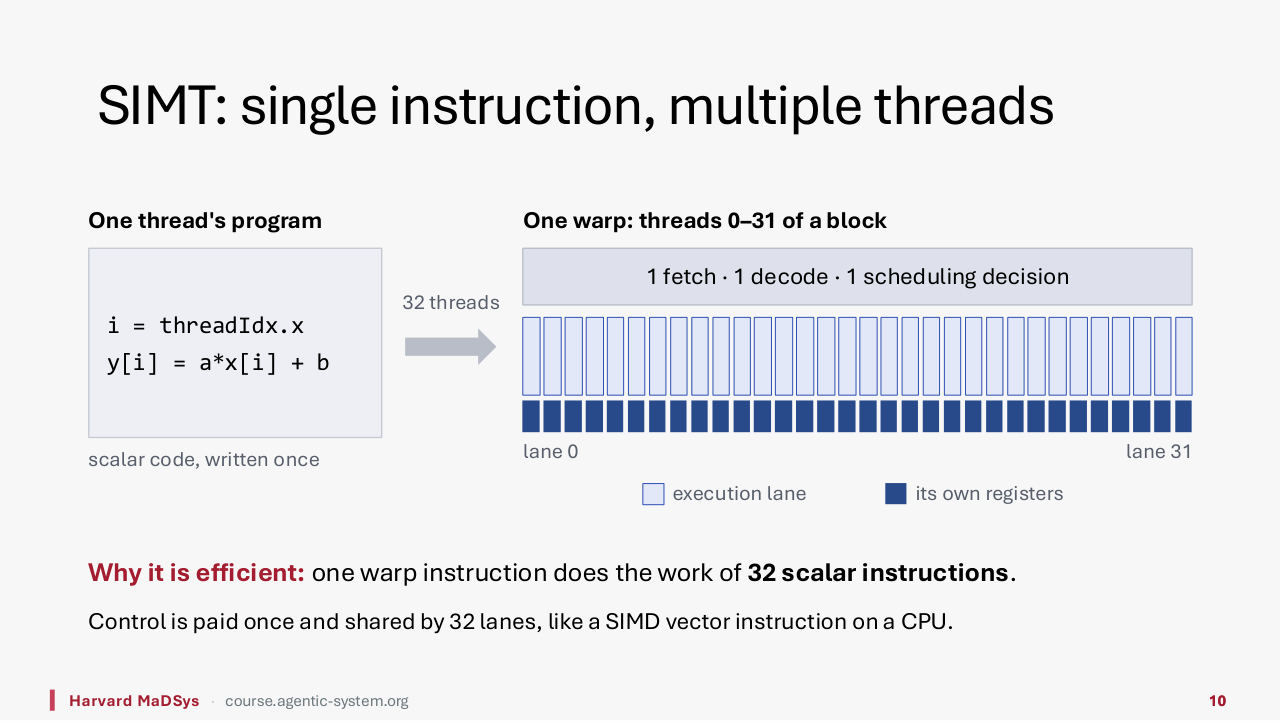 SIMT: single instruction, multiple threads
One thread's program
i = threadIdx.x
y[i] = a*x[i] + b
scalar code, written once
32 threads
One warp: threads 0–31 of a block
1 fetch · 1 decode · 1 scheduling decision
lane 0
lane 31
execution lane
its own registers
Why it is efficient: one warp instruction does the work of 32 scalar instructions.
Control is paid once and shared by 32 lanes, like a SIMD vector instruction on a CPU.
Harvard MaDSys · course.agentic-system.org
10